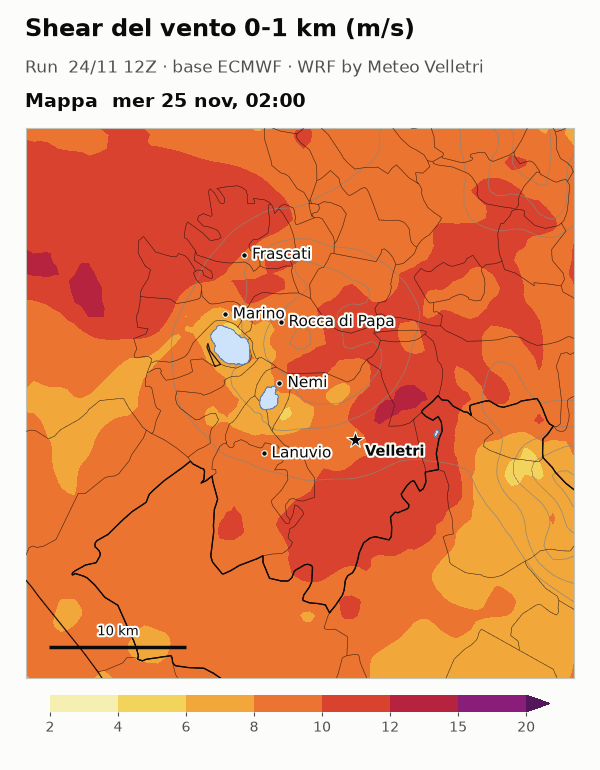 Shear del vento 0-1 km (m/s)
Run 24/11 12Z · base ECMWF · WRF by Meteo Velletri
Mappa mer 25 nov, 02:00
Frascati
Marino
Rocca di Papa
Nemi
Velletri
Lanuvio
10 km
2 4 6 8 10 12 15 20